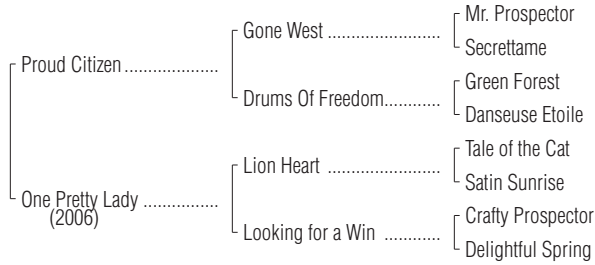 Mr. Prospector
Gone West .......................
Secrettame
Proud Citizen ....................
Green Forest
Drums Of Freedom............
Danseuse Etoile
Tale of the Cat
Lion Heart ........................
Satin Sunrise
One Pretty Lady ................
(2006)
Crafty Prospector
Looking for a Win ............
Delightful Spring